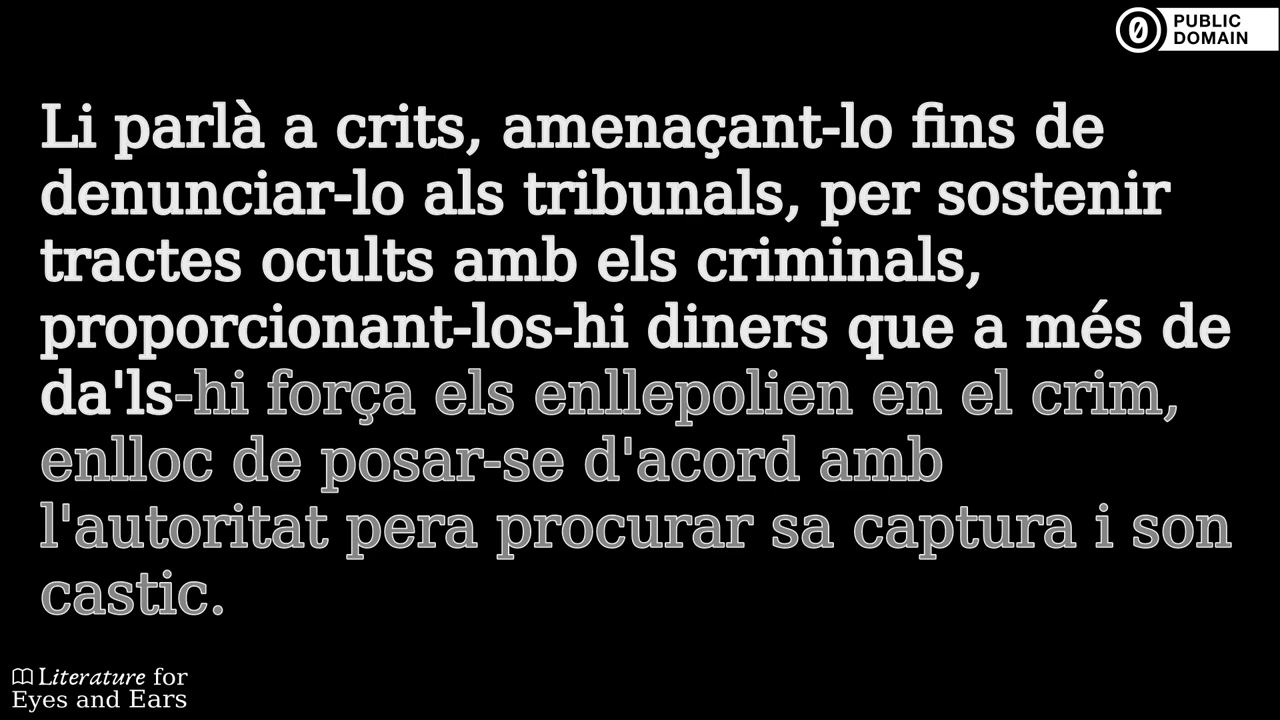 PUBLIC
DOMAIN
Li parlà a crits, amenaçant-lo fins de
denunciar-lo als tribunals, per sostenir
tractes ocults amb els criminals,
proporcionant-los-hi diners que a més de
da'ls-hi força els enllepolien en el crim,
enlloc de posar-se d'acord amb
l'autoritat pera procurar sa captura i son
castic.
Literature for
Eyes and Ears